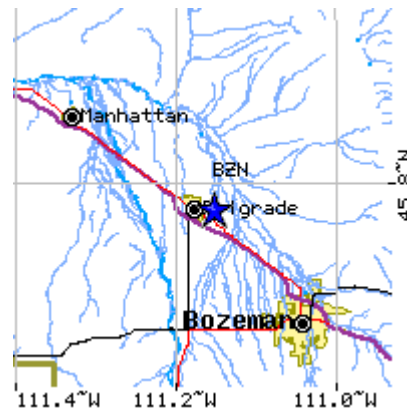 Manhattan
BZN
Belgrade
Bozeman
45.8~N
111.4~W 111.2~W 111.0~W